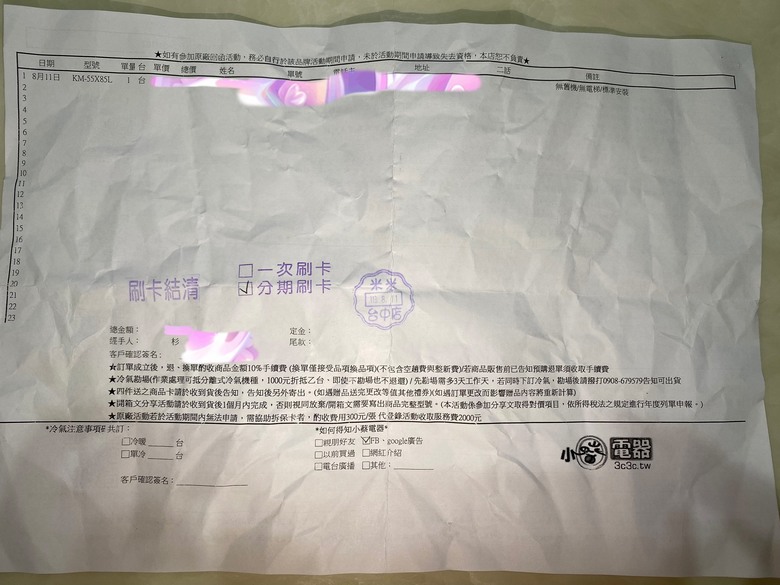 ★如有參加原廠回函活動，務必自行於該品牌活動期間申請，未於活動期間申請導致失去資格，本店恕不負責★
日期 型號 單量 台 單價 總價 姓名 單號 地址 二話 備註
1 8月11日 KM-55X85L 1 台 無舊機/無電梯/標準安裝
2
3
4
5
6
7
8
9
10
11
12
13
14
15
16
17
18
19
20
21
22
23
刷卡結清
□一次刷卡
☑分期刷卡
台中店
總金額：
定金：
經手人： 杉
尾款：
客戶確認簽名：
★訂單成立後，退、換單酌收商品金額10%手續費 (換單僅接受品項換品項)(不包含空趟費與整新費)/若商品販售前已告知預購退單須收取手續費
★冷氣勘場(作業處理可抵分離式冷氣機種，1000元折抵乙台、即使不勘場也不退還) / 先勘場需多3天工作天，若同時下訂冷氣，勘場後請撥打0908-679579告知可出貨
★四件送之商品卡請於收到貨後告知，告知後另外寄出。(如遇贈品送完更改等值其他禮券)(如遇訂單更改而影響贈品內容將重新計算)
★開箱文分享活動請於收到貨後1個月內完成，否則視同放棄/開箱文需要寫出商品完整型號。(本活動係參加分享文取得對價項目，依所得稅法之規定進行年度列單申報。)
★原廠活動若於活動期間內無法申請，需協助拆保卡者，酌收費用300元/張 代登錄活動收取服務費2000元
*冷氣注意事項 共訂：
□冷暖 ____ 台
□單冷 ____ 台
客戶確認簽名：
*如何得知小蔡電器*
□親朋好友 ☑FB、google廣告
□以前買過 □網紅介紹
□電台廣播 □其他：
小蔡電器
3c3c.tw